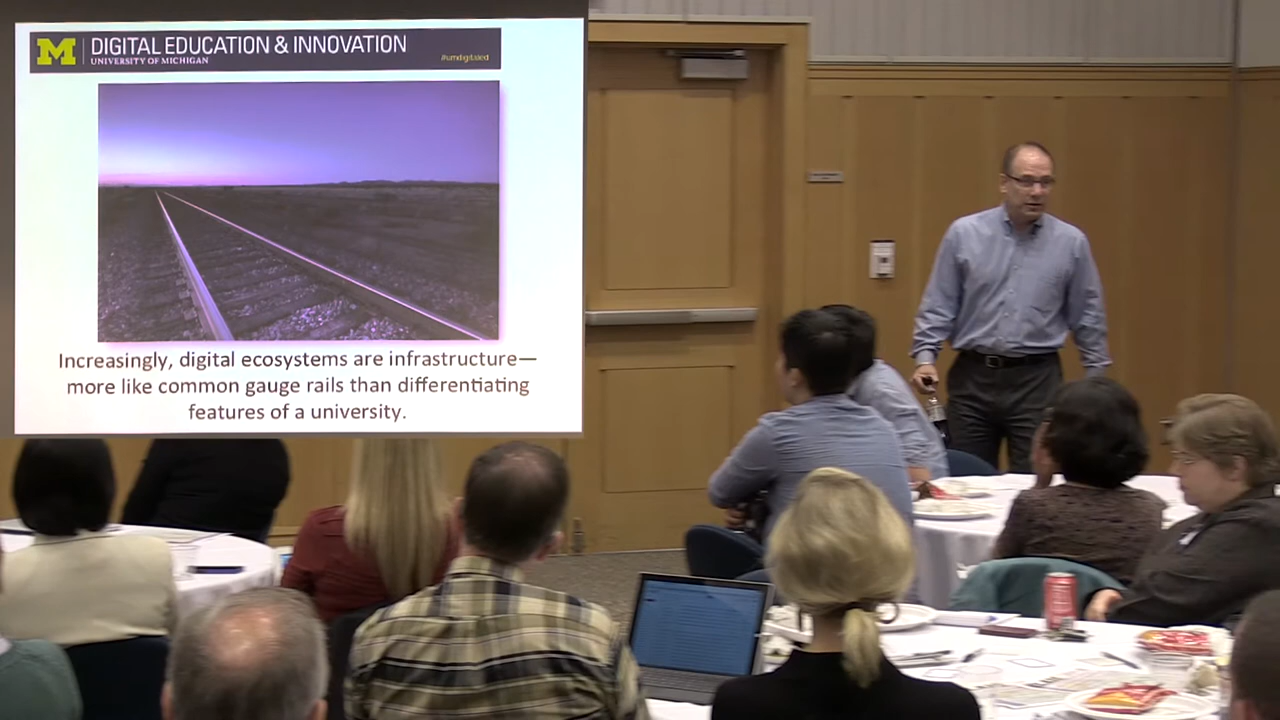 M DIGITAL EDUCATION & INNOVATION
UNIVERSITY OF MICHIGAN
#umdigitaled
Increasingly, digital ecosystems are infrastructure—
more like common gauge rails than differentiating
features of a university.